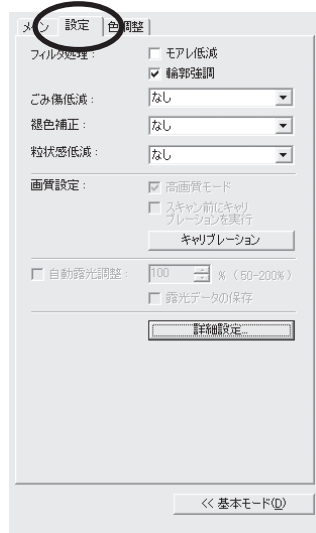 メイン 設定 色調整
フィルタ処理： モアレ低減
輪郭強調
ごみ傷低減： なし
褪色補正： なし
粒状感低減： なし
画質設定： 高画質モード
スキャン前にキャリ
ブレーションを実行
キャリブレーション
自動露光調整： 100 %（50-200%）
露光データの保存
詳細設定...
<< 基本モード(D)